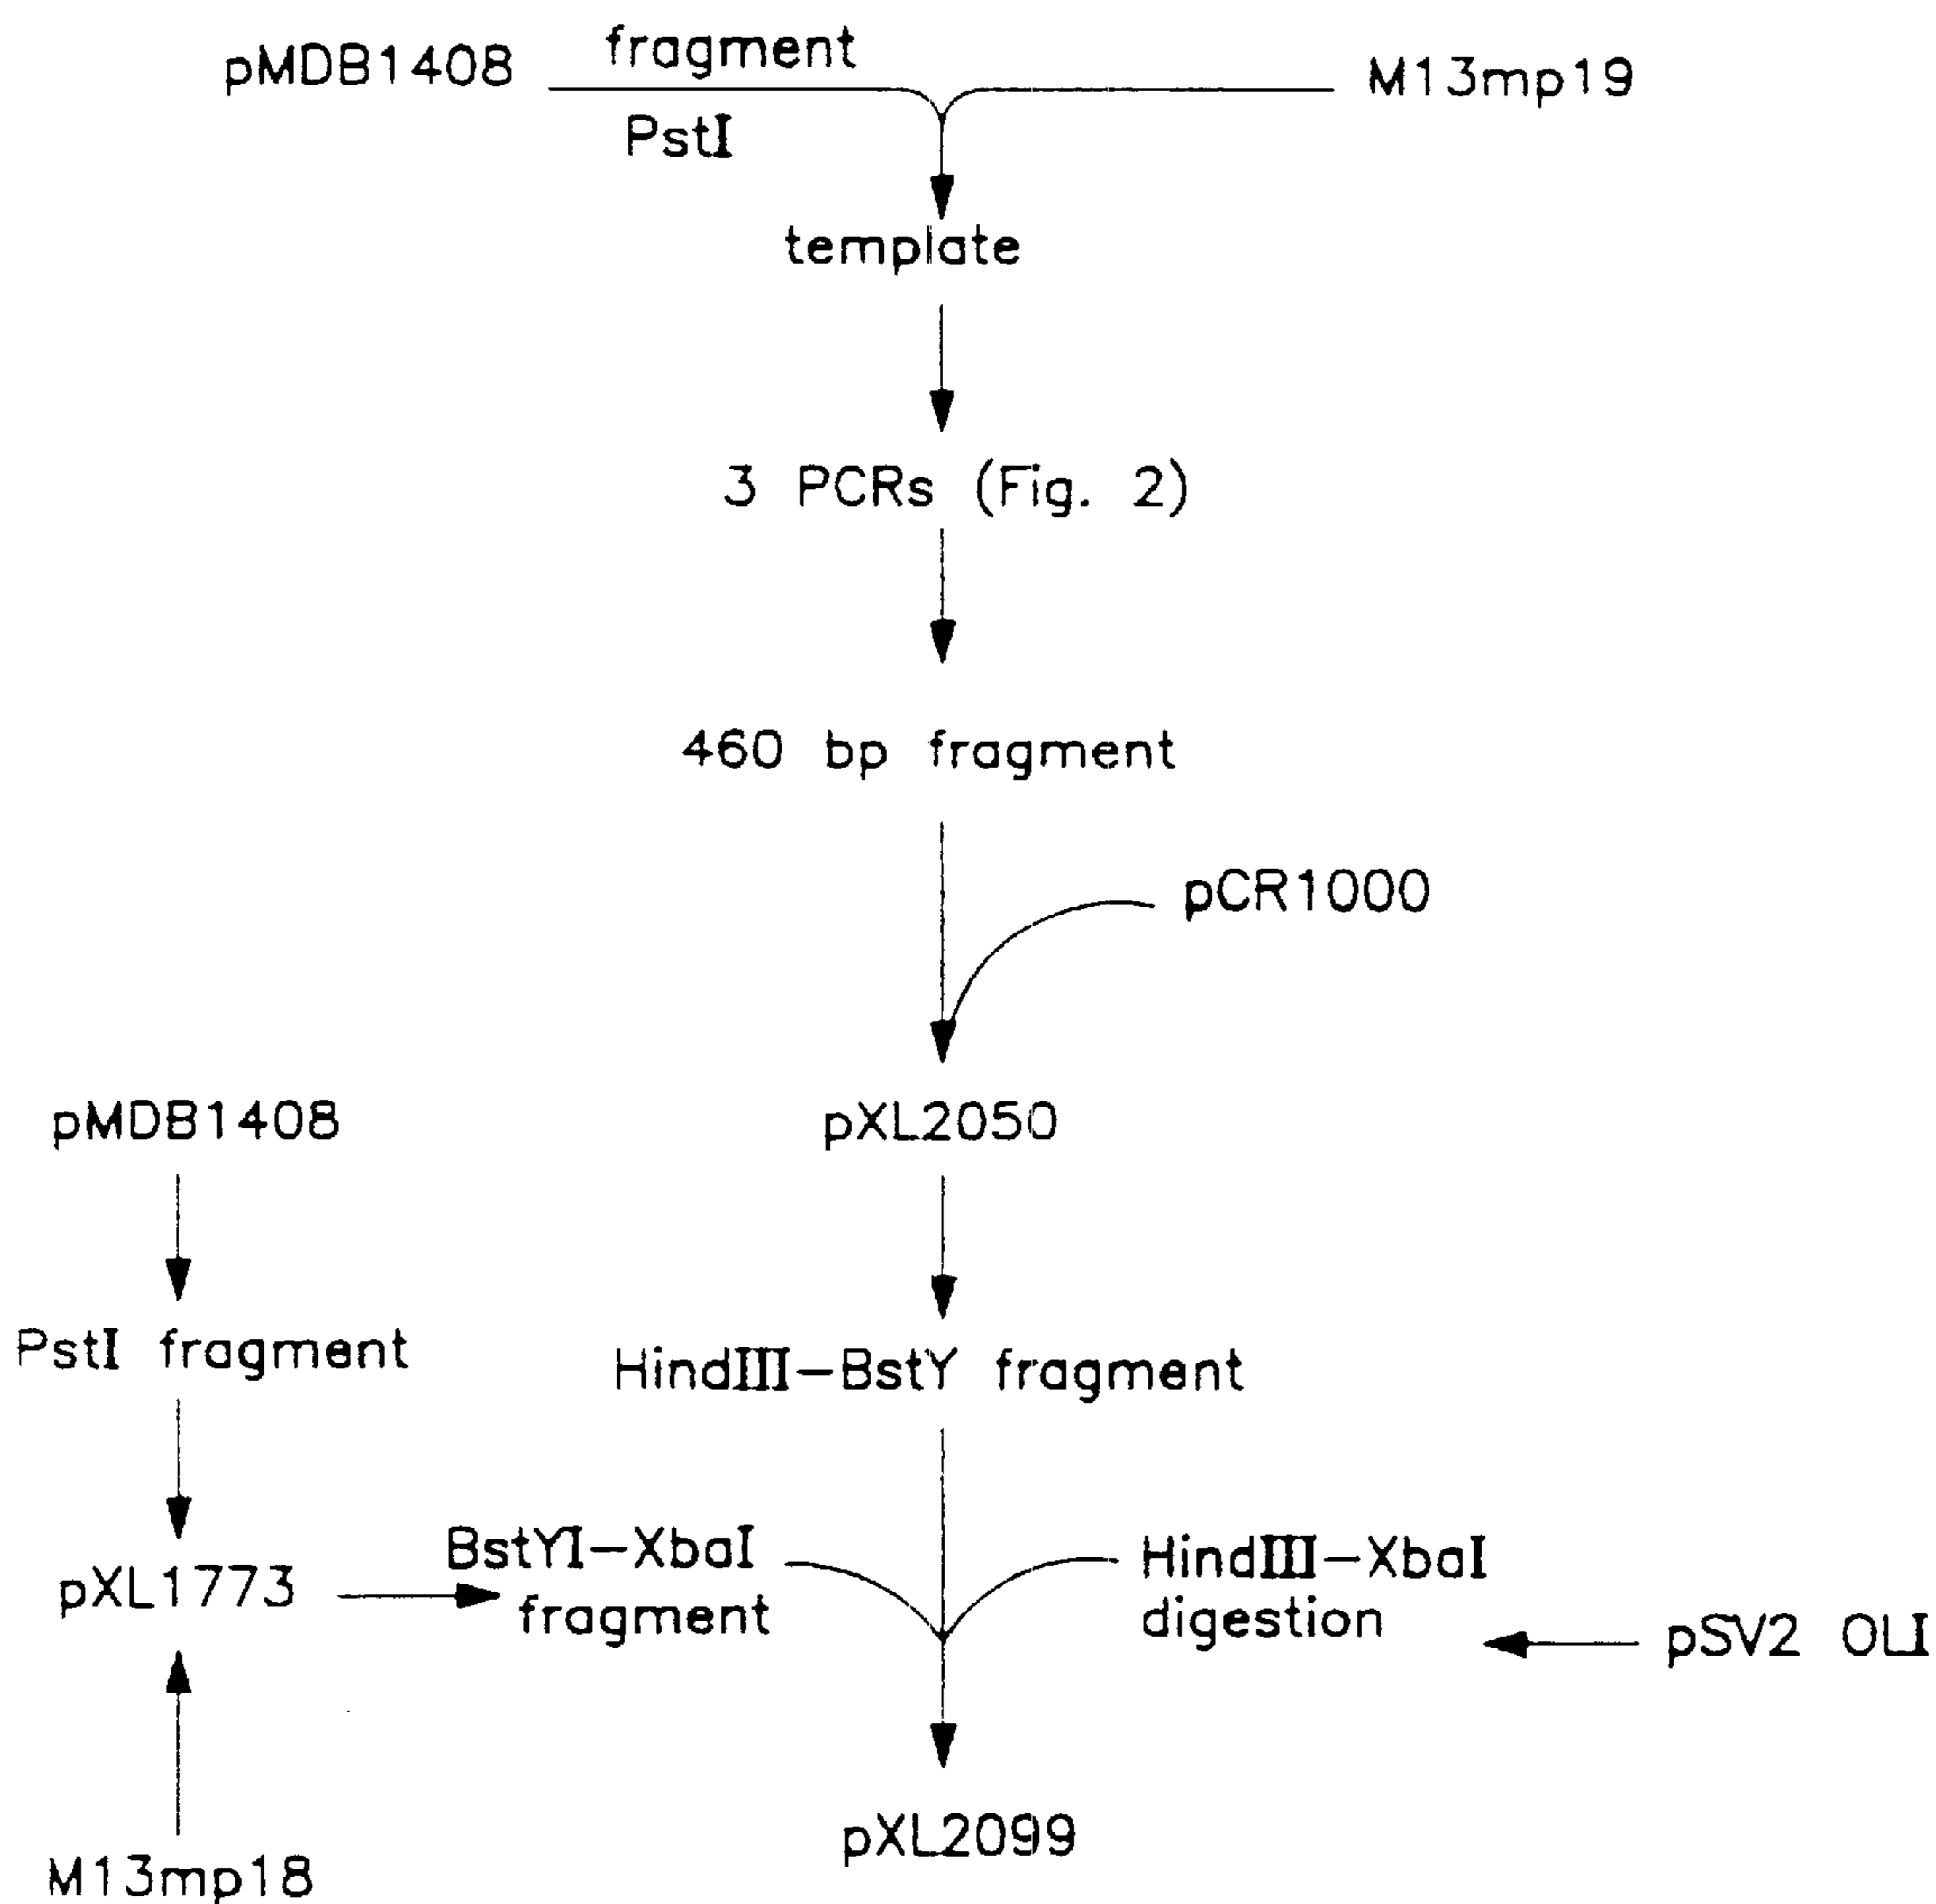 pMDB1408
fragment
PstI
M13mp19
template
3 PCRs (Fig. 2)
460 bp fragment
pCR1000
pMDB1408
pXL2050
PstI fragment
HindIII-BstY fragment
pXL1773
BstYI-XbaI
fragment
HindIII-XbaI
digestion
pSV2 OLI
M13mp18
pXL2099